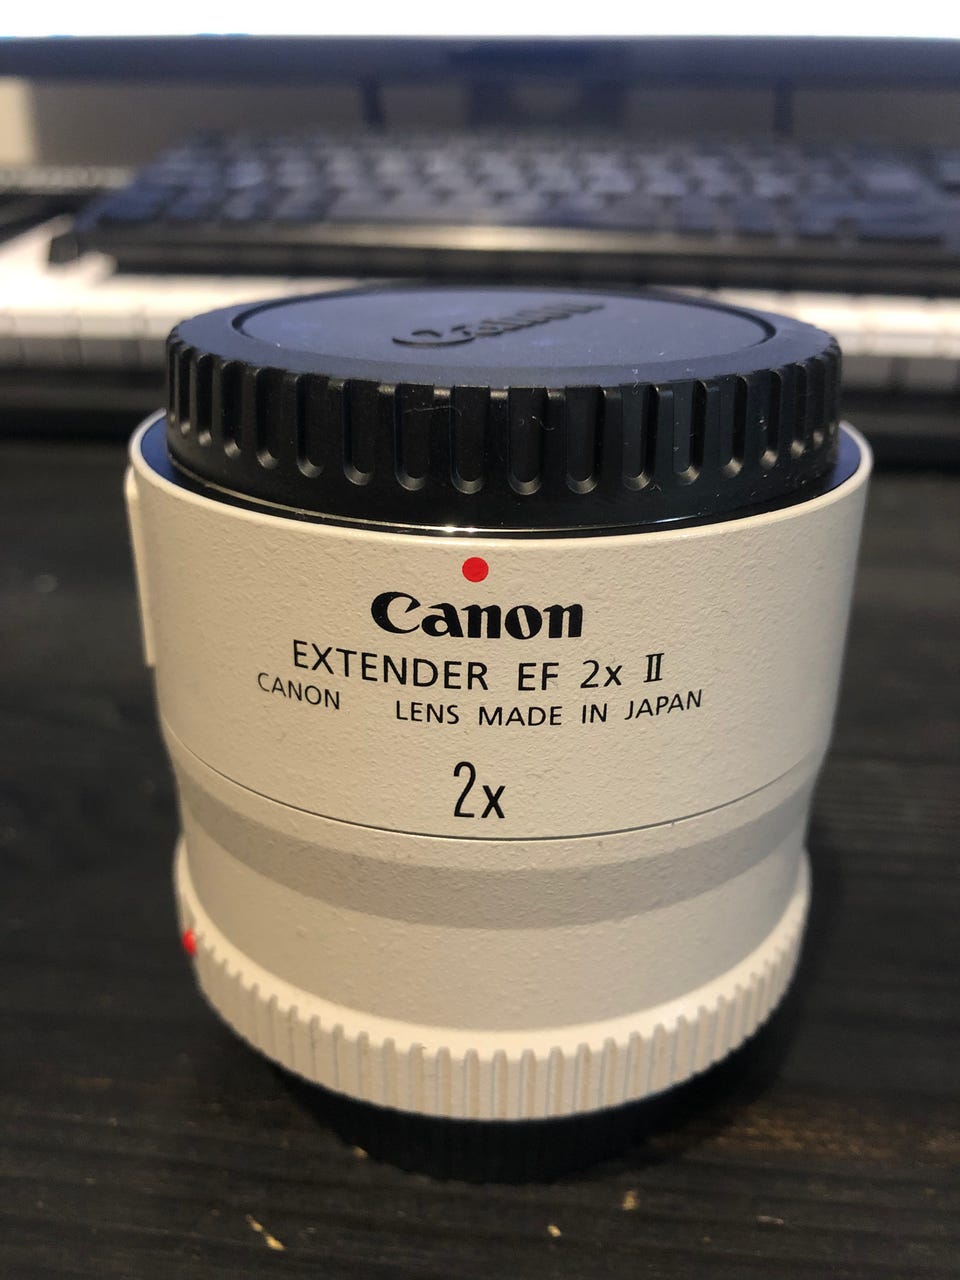 Canon
Canon
EXTENDER EF 2x II
CANON LENS MADE IN JAPAN
2x